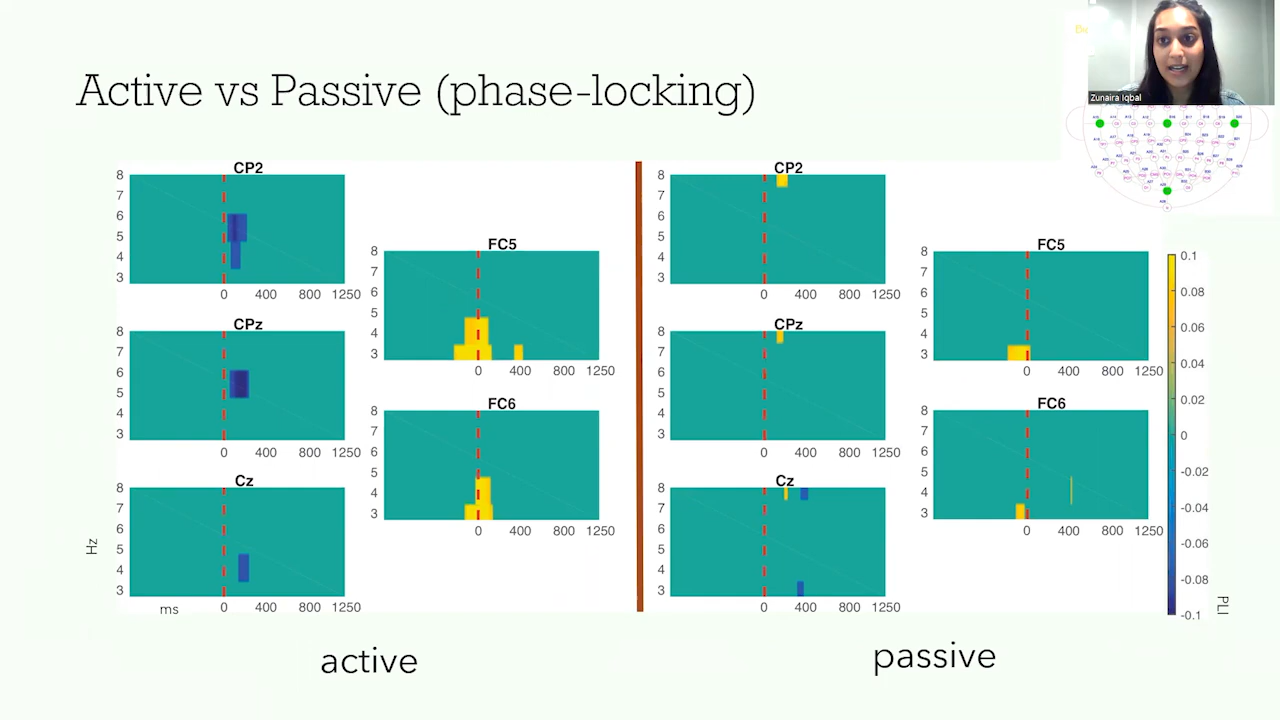 Active vs Passive (phase-locking)
Zunaira Iqbal
CP2
8
7
6
5
4
3
0 400 800 1250
CPz
8
7
6
5
4
3
0 400 800 1250
Cz
8
7
6
5
4
3
0 400 800 1250
Hz
ms
FC5
8
7
6
5
4
3
0 400 800 1250
FC6
8
7
6
5
4
3
0 400 800 1250
active
CP2
8
7
6
5
4
3
0 400 800 1250
CPz
8
7
6
5
4
3
0 400 800 1250
Cz
8
7
6
5
4
3
0 400 800 1250
FC5
8
7
6
5
4
3
0 400 800 1250
FC6
8
7
6
5
4
3
0 400 800 1250
passive
0.1
0.08
0.06
0.04
0.02
0
-0.02
-0.04
-0.06
-0.08
-0.1
PLI